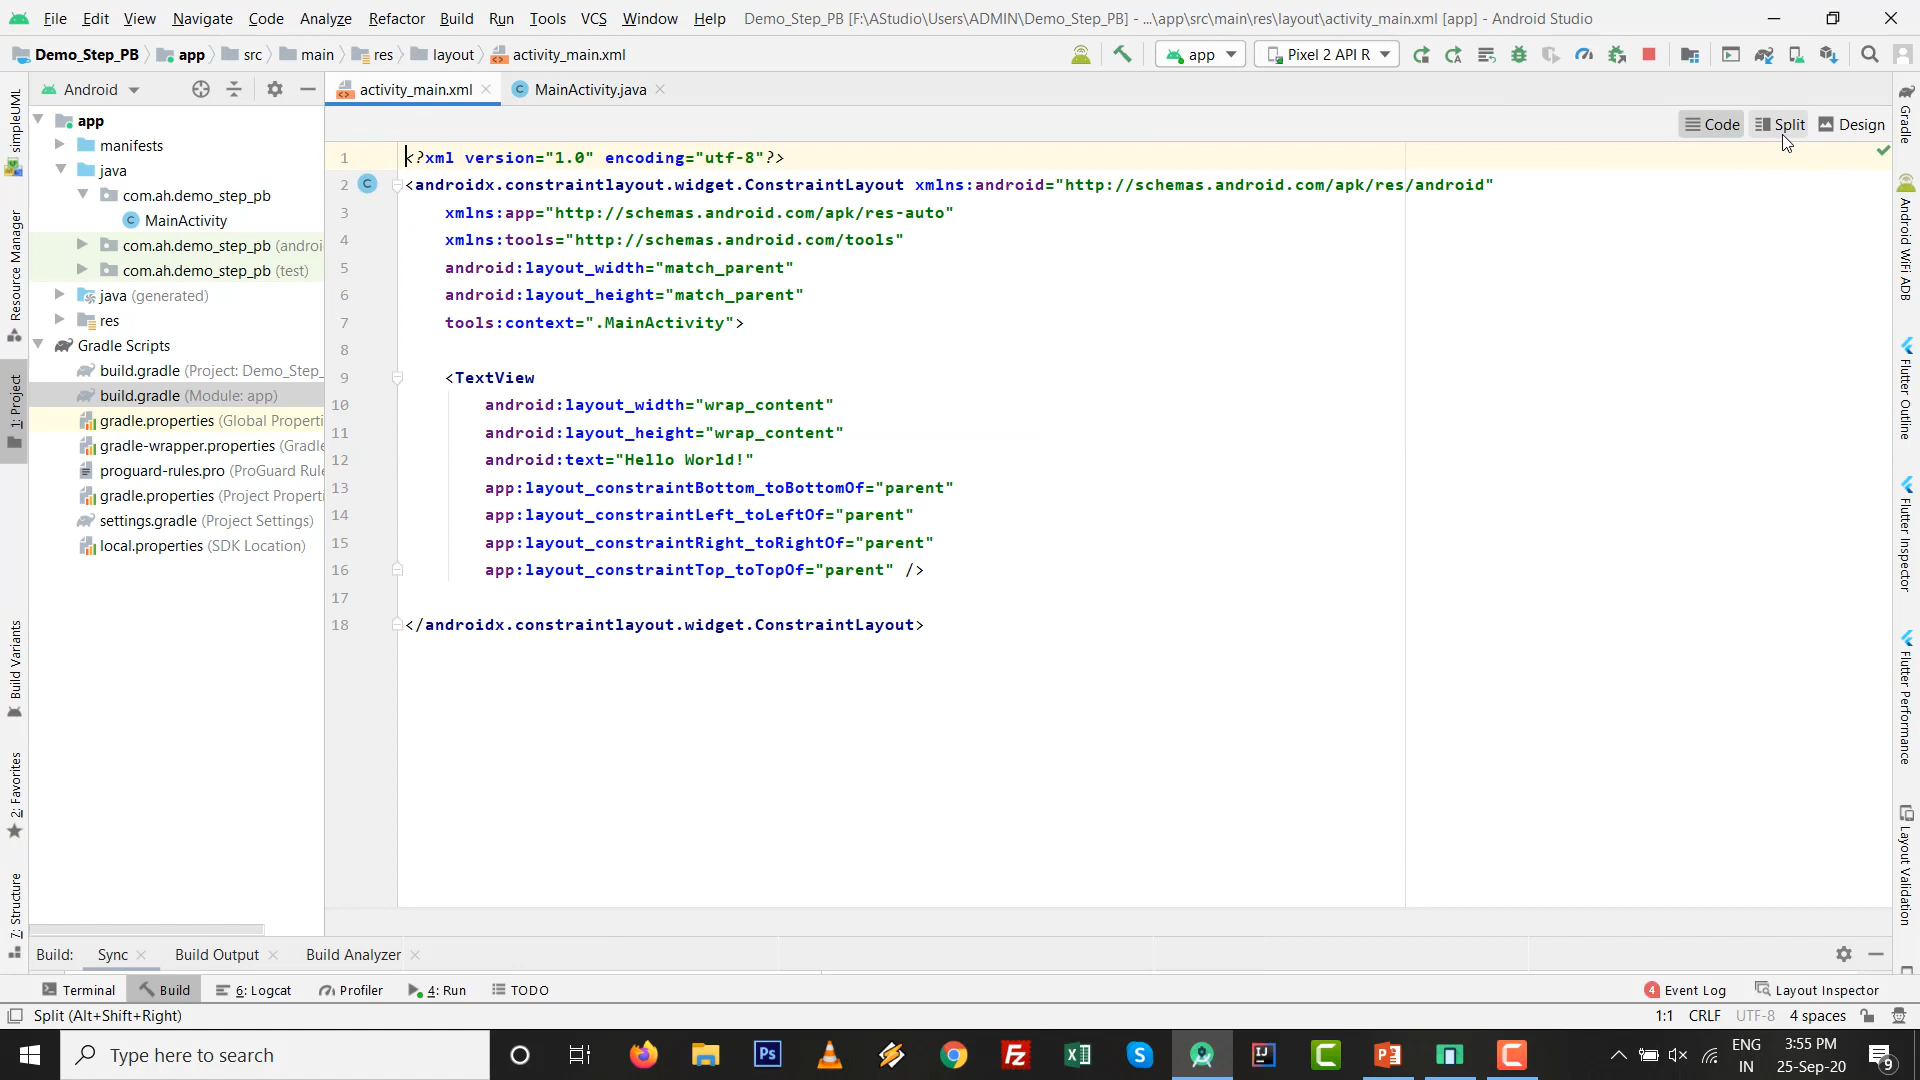 File Edit View Navigate Code Analyze Refactor Build Run Tools VCS Window Help Demo_Step_PB [F:\AStudio\Users\ADMIN\Demo_Step_PB] - ...\app\src\main\res\layout\activity_main.xml [app] - Android Studio
Demo_Step_PB app src main res layout activity_main.xml app Pixel 2 API R
Android activity_main.xml MainActivity.java
Code Split Design
app
manifests
java
com.ah.demo_step_pb
MainActivity
com.ah.demo_step_pb (androi
com.ah.demo_step_pb (test)
java (generated)
res
Gradle Scripts
build.gradle (Project: Demo_Step_
build.gradle (Module: app)
gradle.properties (Global Properti
gradle-wrapper.properties (Gradle
proguard-rules.pro (ProGuard Rule
gradle.properties (Project Properti
settings.gradle (Project Settings)
local.properties (SDK Location)
1 <?xml version="1.0" encoding="utf-8"?>
2 <androidx.constraintlayout.widget.ConstraintLayout xmlns:android="http://schemas.android.com/apk/res/android"
3 xmlns:app="http://schemas.android.com/apk/res-auto"
4 xmlns:tools="http://schemas.android.com/tools"
5 android:layout_width="match_parent"
6 android:layout_height="match_parent"
7 tools:context=".MainActivity">
8
9 <TextView
10 android:layout_width="wrap_content"
11 android:layout_height="wrap_content"
12 android:text="Hello World!"
13 app:layout_constraintBottom_toBottomOf="parent"
14 app:layout_constraintLeft_toLeftOf="parent"
15 app:layout_constraintRight_toRightOf="parent"
16 app:layout_constraintTop_toTopOf="parent" />
17
18 </androidx.constraintlayout.widget.ConstraintLayout>
simpleUML
Resource Manager
1: Project
Build Variants
2: Favorites
7: Structure
Gradle
Android WiFi ADB
Flutter Outline
Flutter Inspector
Flutter Performance
Layout Validation
Build: Sync Build Output Build Analyzer
Terminal Build 6: Logcat Profiler 4: Run TODO 4 Event Log Layout Inspector
Split (Alt+Shift+Right) 1:1 CRLF UTF-8 4 spaces
Type here to search
ENG
IN
3:55 PM
25-Sep-20
9